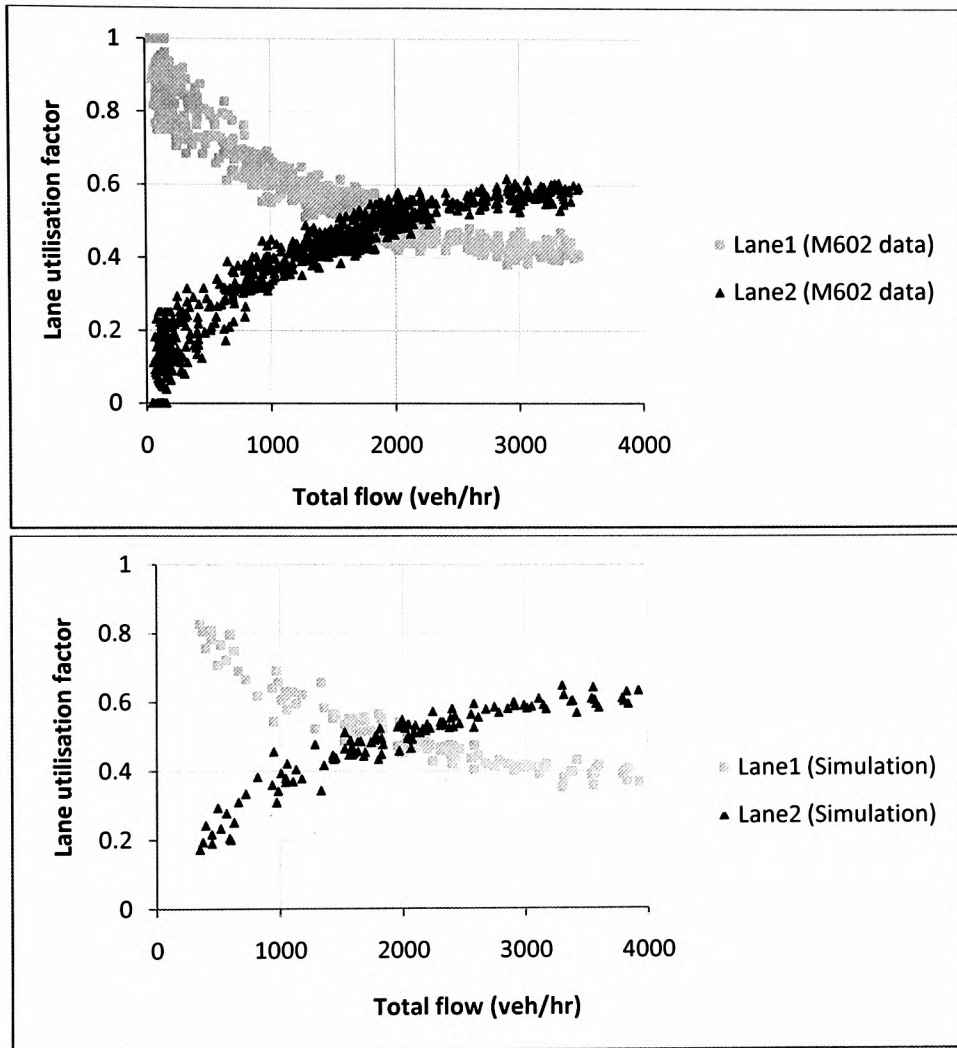 1
0.8
0.6
0.4
0.2
0
Lane utilisation factor
0 1000 2000 3000 4000
Total flow (veh/hr)
Lane1 (M602 data)
Lane2 (M602 data)
1
0.8
0.6
0.4
0.2
0
Lane utilisation factor
0 1000 2000 3000 4000
Total flow (veh/hr)
Lane1 (Simulation)
Lane2 (Simulation)